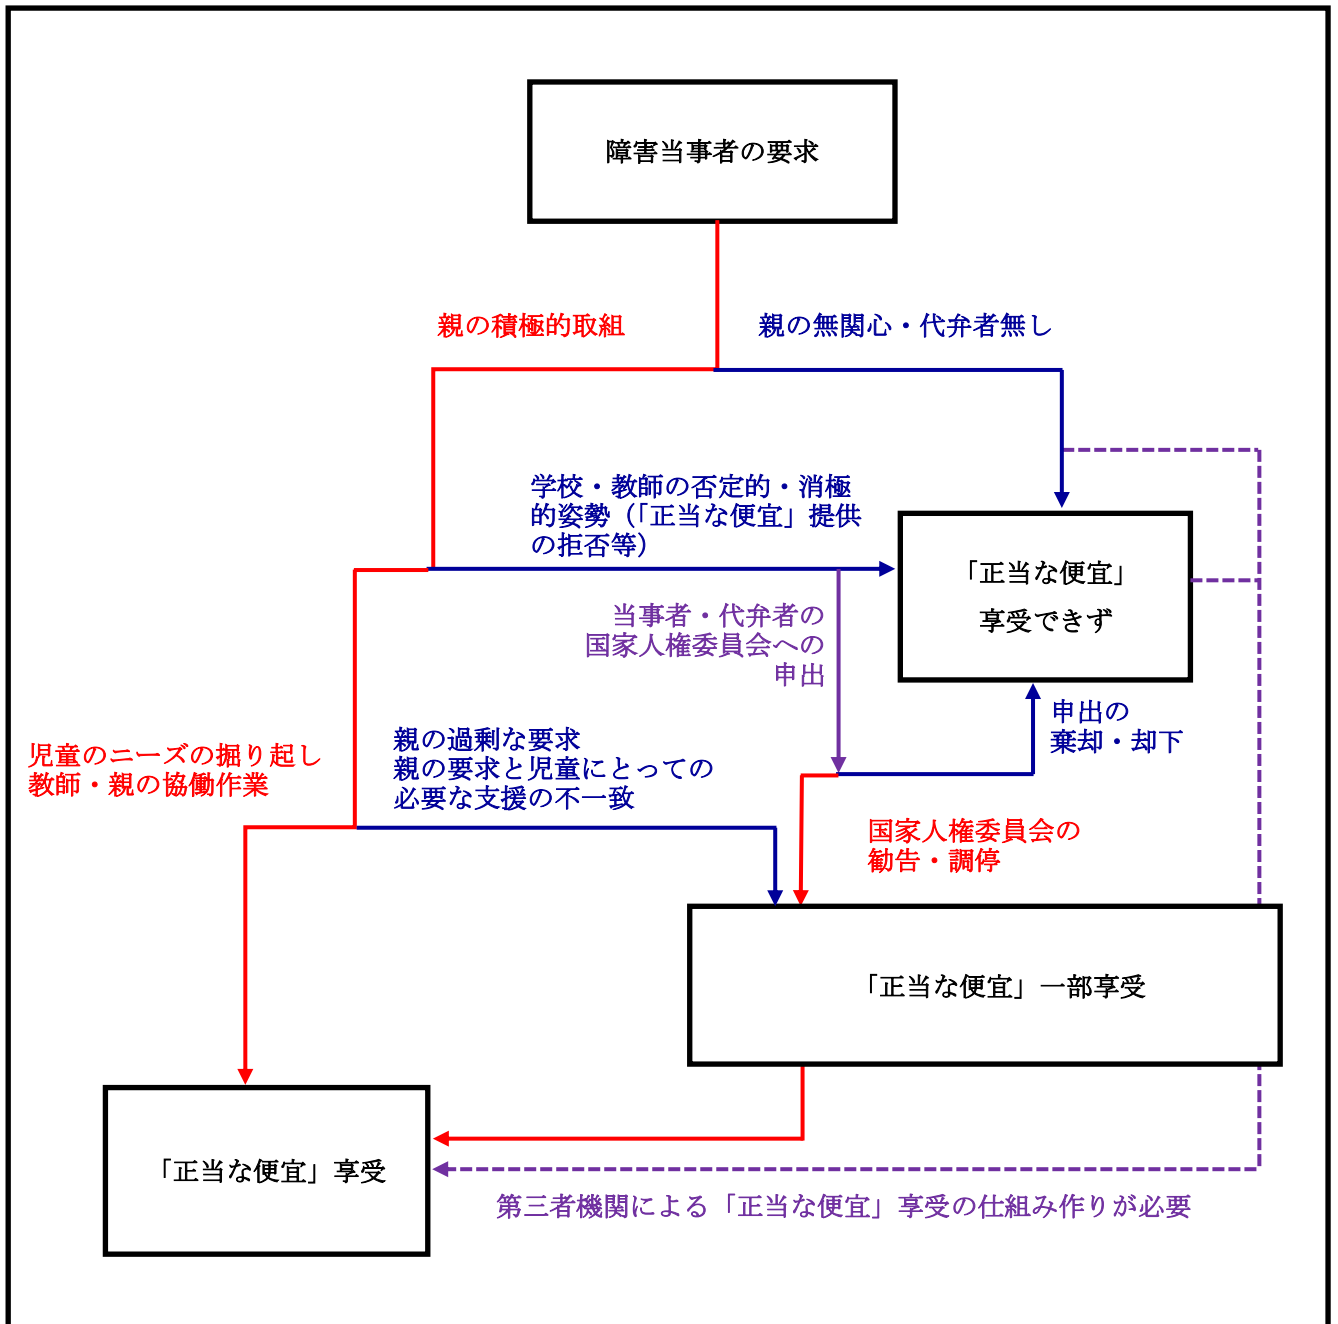 障害当事者の要求
親の積極的取組
親の無関心・代弁者無し
学校・教師の否定的・消極
的姿勢（「正当な便宜」提供
の拒否等）
「正当な便宜」
享受できず
当事者・代弁者の
国家人権委員会への
申出
申出の
棄却・却下
児童のニーズの掘り起し
教師・親の協働作業
親の過剰な要求
親の要求と児童にとっての
必要な支援の不一致
国家人権委員会の
勧告・調停
「正当な便宜」一部享受
「正当な便宜」享受
第三者機関による「正当な便宜」享受の仕組み作りが必要